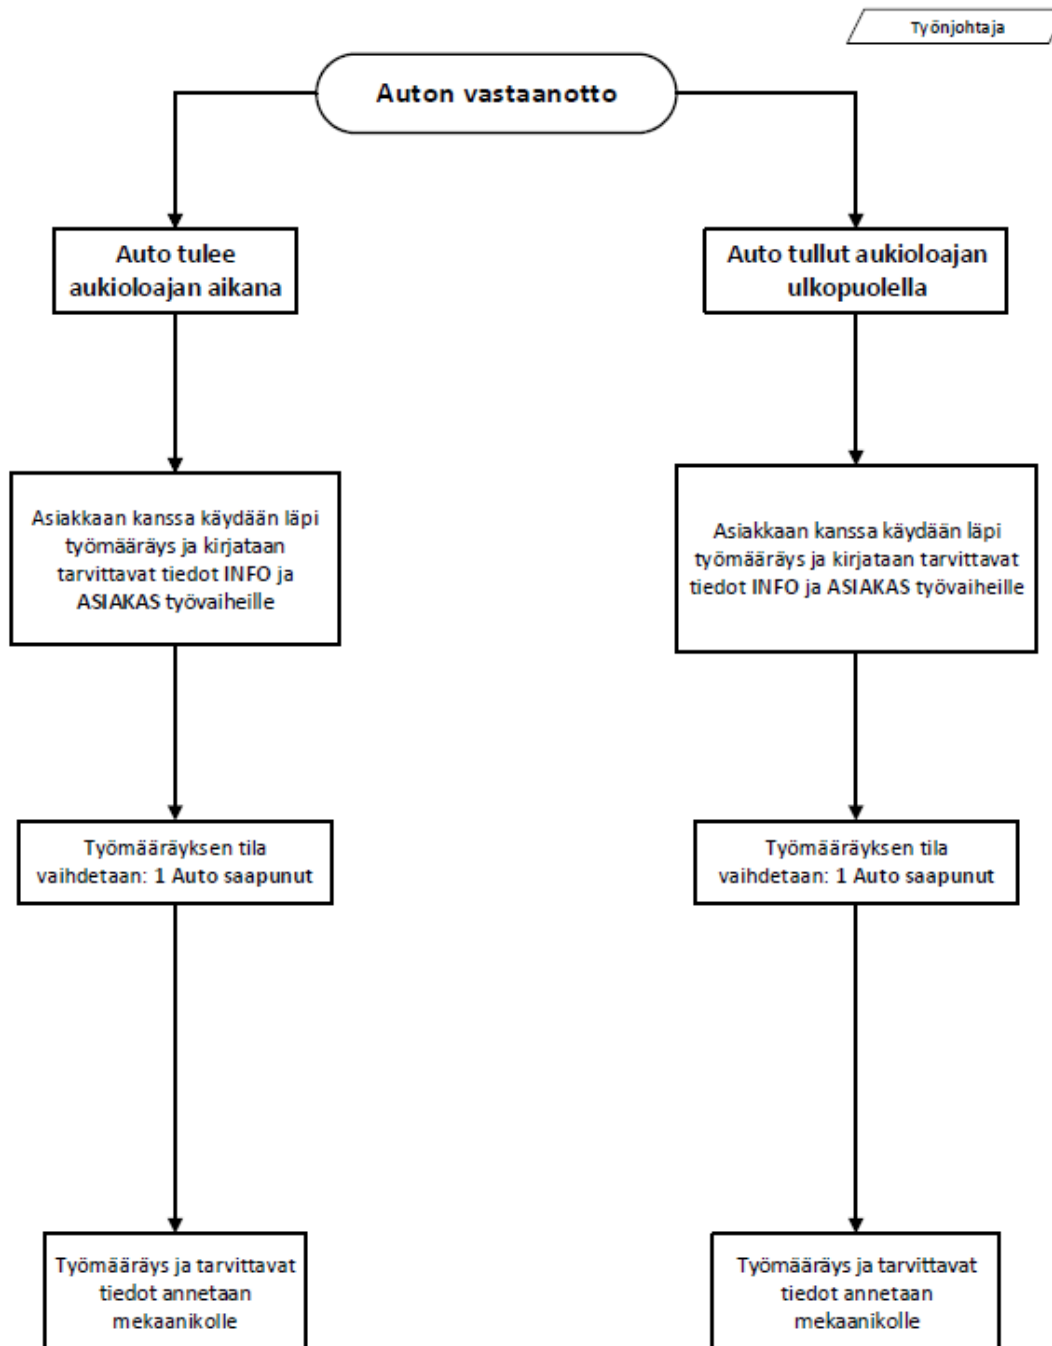 Työnjohtaja
Auton vastaanotto
Auto tulee
aukioloajan aikana
Auto tullut aukioloajan
ulkopuolella
Asiakkaan kanssa käydään läpi
työmääräys ja kirjataan
tarvittavat tiedot INFO ja
ASIAKAS työvaiheille
Asiakkaan kanssa käydään läpi
työmääräys ja kirjataan tarvittavat
tiedot INFO ja ASIAKAS työvaiheille
Työmääräyksen tila
vaihdetaan: 1 Auto saapunut
Työmääräyksen tila
vaihdetaan: 1 Auto saapunut
Työmääräys ja tarvittavat
tiedot annetaan
mekaanikolle
Työmääräys ja tarvittavat
tiedot annetaan
mekaanikolle